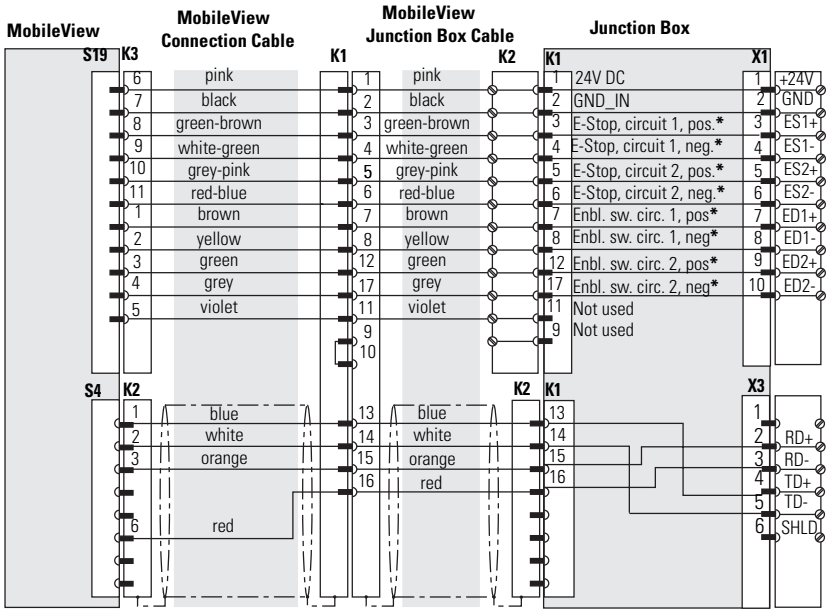 MobileView
MobileView Connection Cable
MobileView Junction Box Cable
Junction Box
S19 K3 K1 K2 K1 X1
6 pink 1 pink 1 24V DC 1 +24V
7 black 2 black 2 GND_IN 2 GND
8 green-brown 3 green-brown 3 E-Stop, circuit 1, pos.* 3 ES1+
9 white-green 4 white-green 4 E-Stop, circuit 1, neg.* 4 ES1-
10 grey-pink 5 grey-pink 5 E-Stop, circuit 2, pos.* 5 ES2+
11 red-blue 6 red-blue 6 E-Stop, circuit 2, neg.* 6 ES2-
1 brown 7 brown 7 Enbl. sw. circ. 1, pos* 7 ED1+
2 yellow 8 yellow 8 Enbl. sw. circ. 1, neg* 8 ED1-
3 green 12 green 12 Enbl. sw. circ. 2, pos* 9 ED2+
4 grey 17 grey 17 Enbl. sw. circ. 2, neg* 10 ED2-
5 violet 11 violet 11 Not used
9 9 Not used
10
S4 K2 K2 K1 X3
1 blue 13 blue 13 1
2 white 14 white 14 2 RD+
3 orange 15 orange 15 3 RD-
16 red 16 4 TD+
5 TD-
6 red 6 SHLD